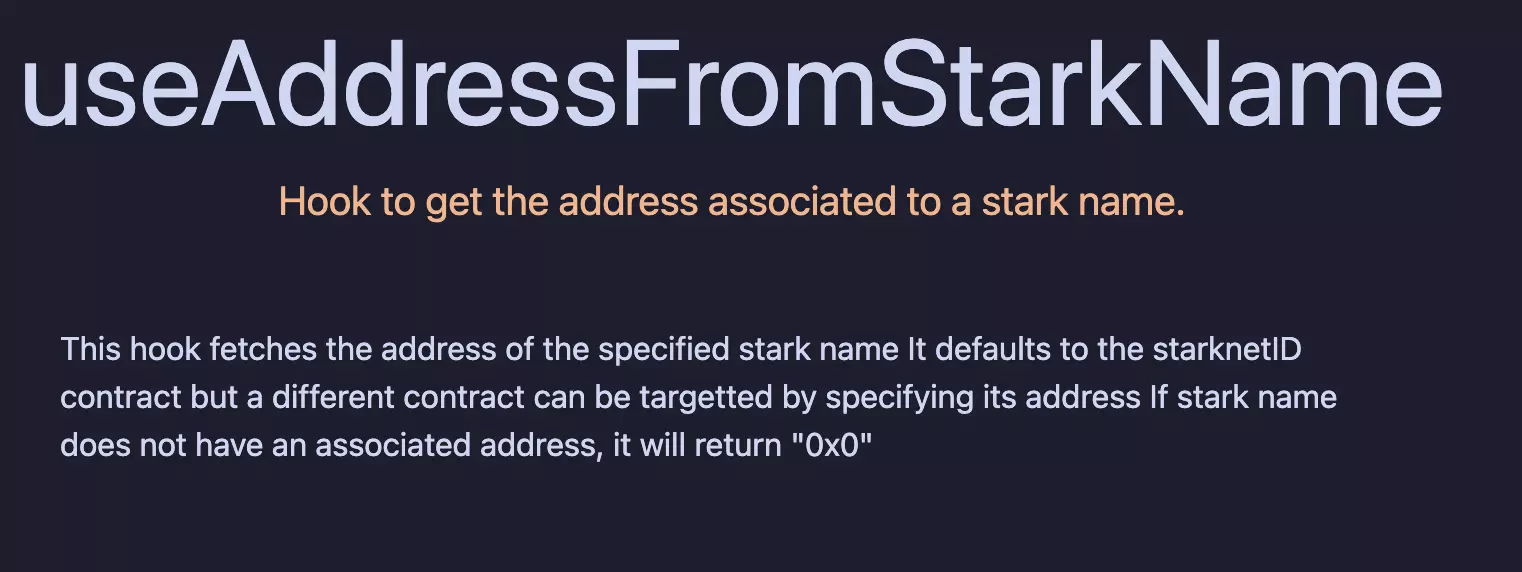 useAddressFromStarkName
Hook to get the address associated to a stark name.
This hook fetches the address of the specified stark name It defaults to the starknetID
contract but a different contract can be targetted by specifying its address If stark name
does not have an associated address, it will return "0x0"